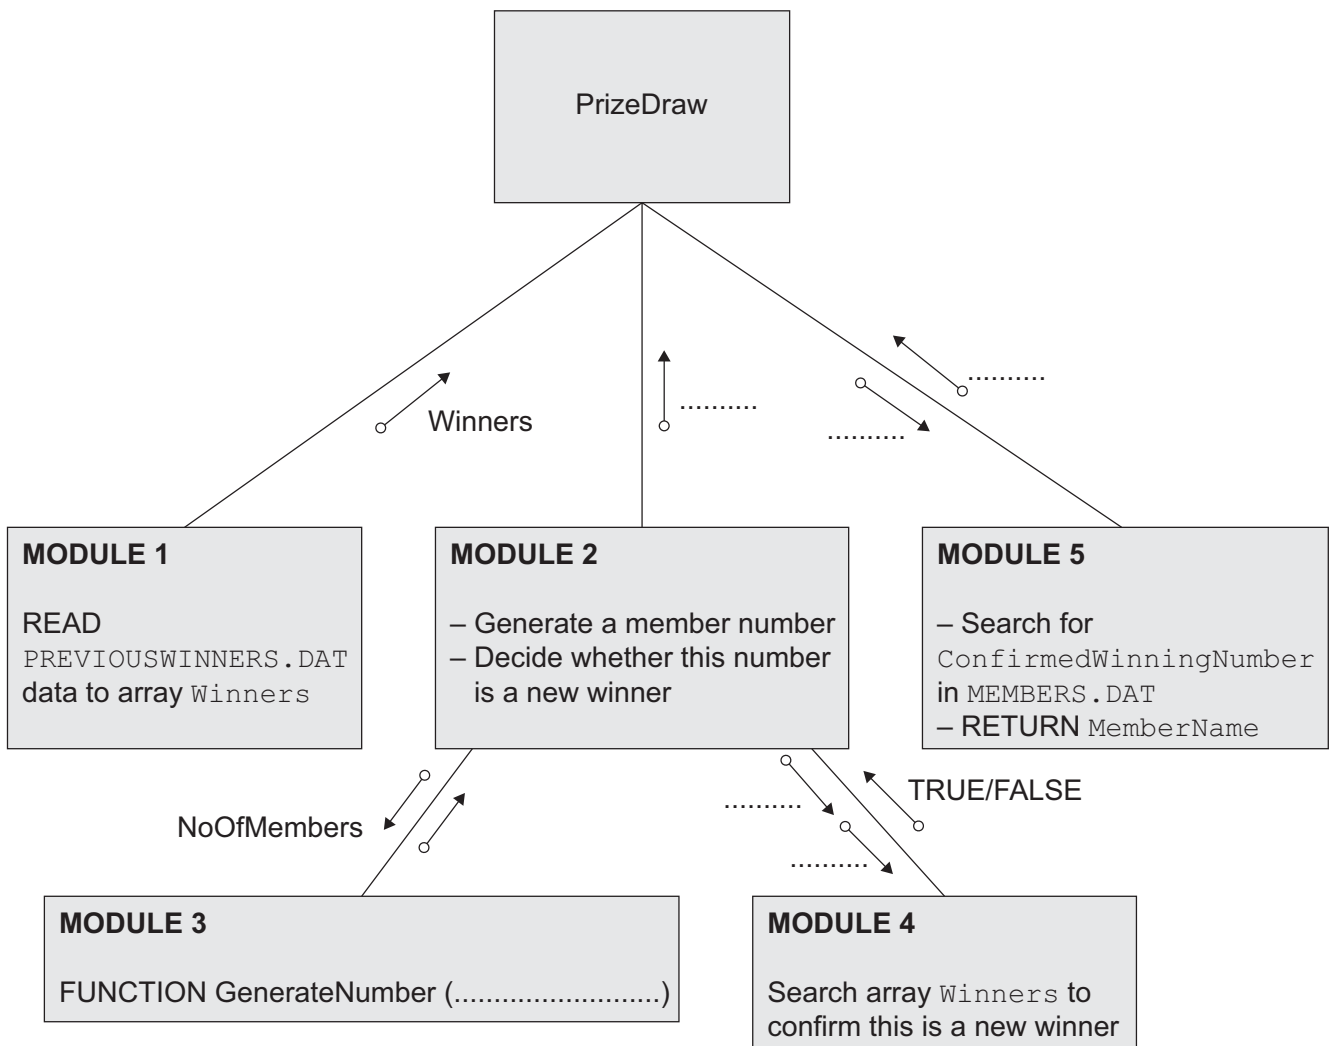 PrizeDraw
Winners
..........
..........
..........
MODULE 1
READ
PREVIOUSWINNERS.DAT
data to array Winners
MODULE 2
– Generate a member number
– Decide whether this number
is a new winner
MODULE 5
– Search for
ConfirmedWinningNumber
in MEMBERS.DAT
– RETURN MemberName
NoOfMembers
..........
TRUE/FALSE
..........
MODULE 3
FUNCTION GenerateNumber (..........................)
MODULE 4
Search array Winners to
confirm this is a new winner